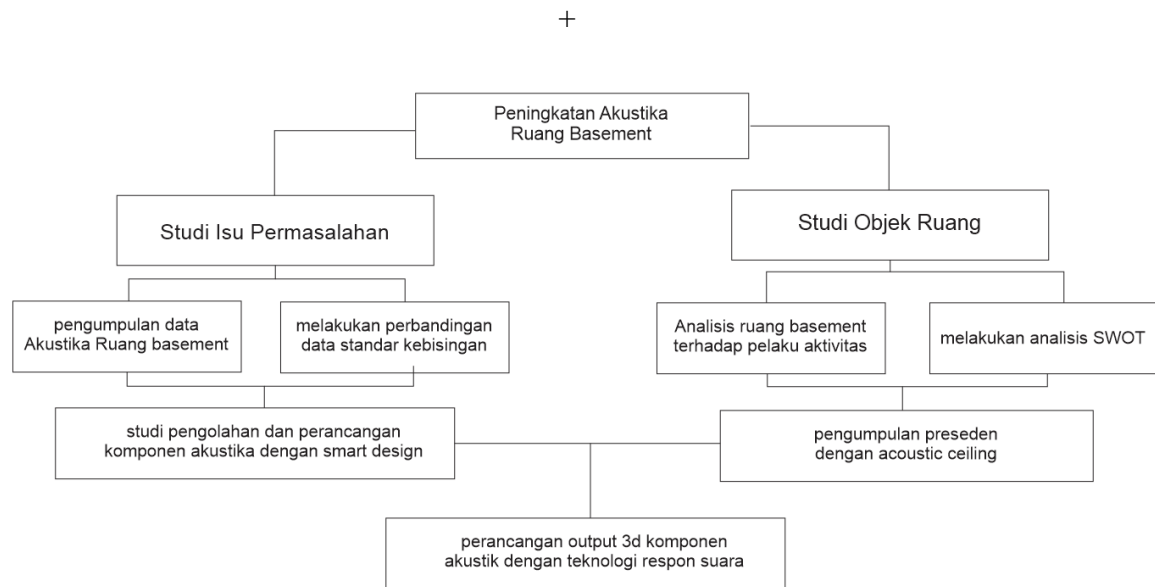 +
Peningkatan Akustika
Ruang Basement
Studi Isu Permasalahan
Studi Objek Ruang
pengumpulan data
Akustika Ruang basement
melakukan perbandingan
data standar kebisingan
Analisis ruang basement
terhadap pelaku aktivitas
melakukan analisis SWOT
studi pengolahan dan perancangan
komponen akustika dengan smart design
pengumpulan preseden
dengan acoustic ceiling
perancangan output 3d komponen
akustik dengan teknologi respon suara